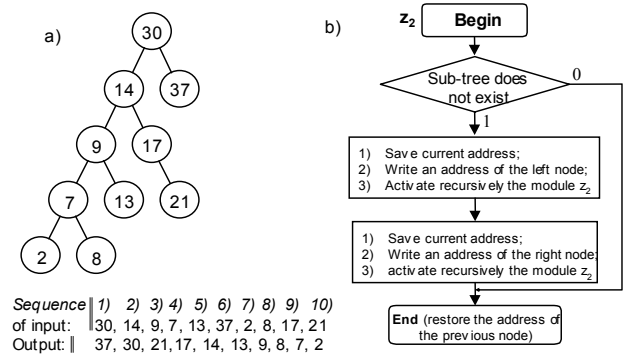 a)
30
14
37
9
17
7
13
21
2
8
Sequence 1) 2) 3) 4) 5) 6) 7) 8) 9) 10)
of input: 30, 14, 9, 7, 13, 37, 2, 8, 17, 21
Output: 37, 30, 21,17, 14, 13, 9, 8, 7, 2
b)
z2 Begin
Sub-tree does
not exist
0
1
1) Save current address;
2) Write an address of the left node;
3) Activate recursively the module z2
1) Save current address;
2) Write an address of the right node;
3) activate recursively the module z2
End (restore the address of
the previous node)